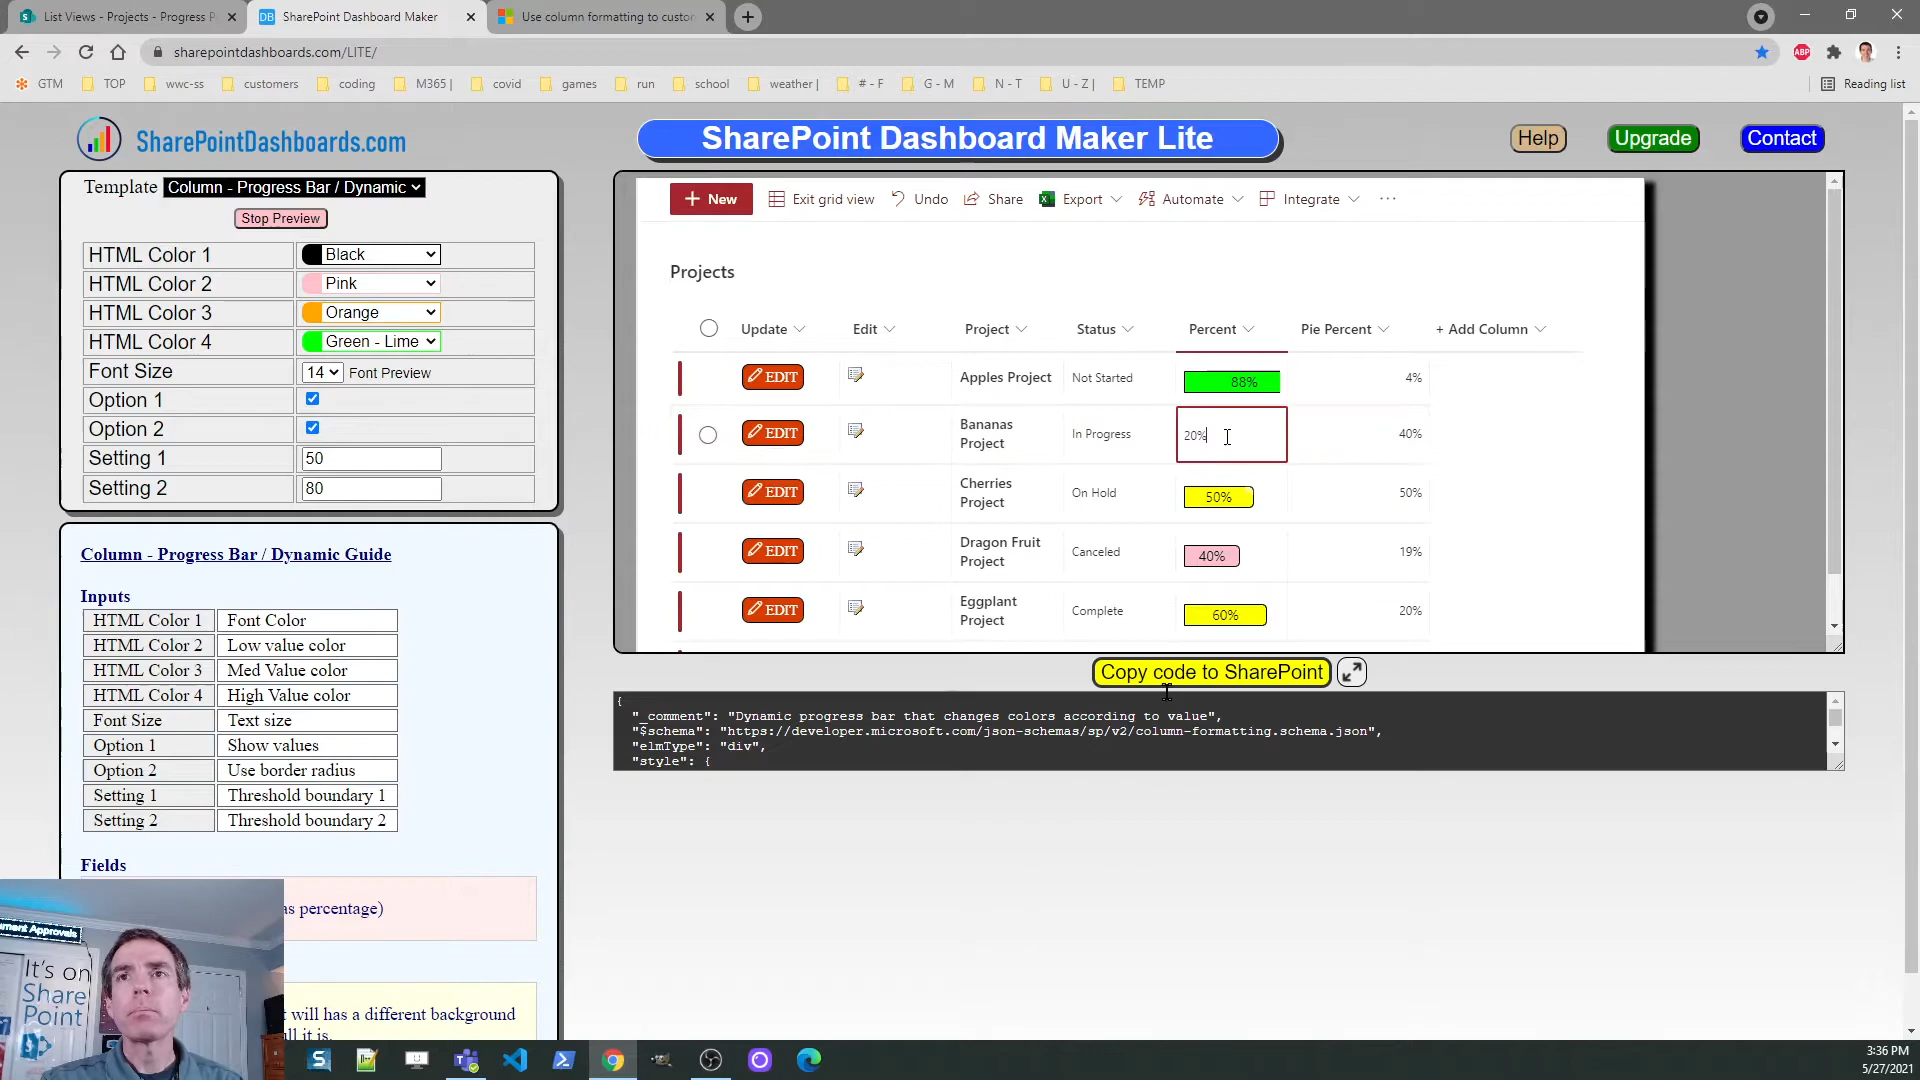 List Views - Projects - Progress P
SharePoint Dashboard Maker
Use column formatting to custo
sharepointdashboards.com/LITE/
GTM
TOP
wwc-ss
customers
coding
M365 |
covid
games
run
school
weather |
# - F
G - M
N - T
U - Z |
TEMP
Reading list
ABP
SharePointDashboards.com
SharePoint Dashboard Maker Lite
Help
Upgrade
Contact
Template Column - Progress Bar / Dynamic
Stop Preview
HTML Color 1 Black
HTML Color 2 Pink
HTML Color 3 Orange
HTML Color 4 Green - Lime
Font Size 14 Font Preview
Option 1
Option 2
Setting 1 50
Setting 2 80
New Exit grid view Undo Share Export Automate Integrate ...
Projects
Update Edit Project Status Percent Pie Percent + Add Column
EDIT Apples Project Not Started 88% 4%
EDIT Bananas Project In Progress 20% 40%
EDIT Cherries Project On Hold 50% 50%
EDIT Dragon Fruit Project Canceled 40% 19%
EDIT Eggplant Project Complete 60% 20%
Copy code to SharePoint
{
"_comment": "Dynamic progress bar that changes colors according to value",
"$schema": "https://developer.microsoft.com/json-schemas/sp/v2/column-formatting.schema.json",
"elmType": "div",
"style": {
Column - Progress Bar / Dynamic Guide
Inputs
HTML Color 1 Font Color
HTML Color 2 Low value color
HTML Color 3 Med Value color
HTML Color 4 High Value color
Font Size Text size
Option 1 Show values
Option 2 Use border radius
Setting 1 Threshold boundary 1
Setting 2 Threshold boundary 2
Fields
as percentage)
will has a different background
it is.
ment Approvals
It's on
Share
Point
3:36 PM
5/27/2021